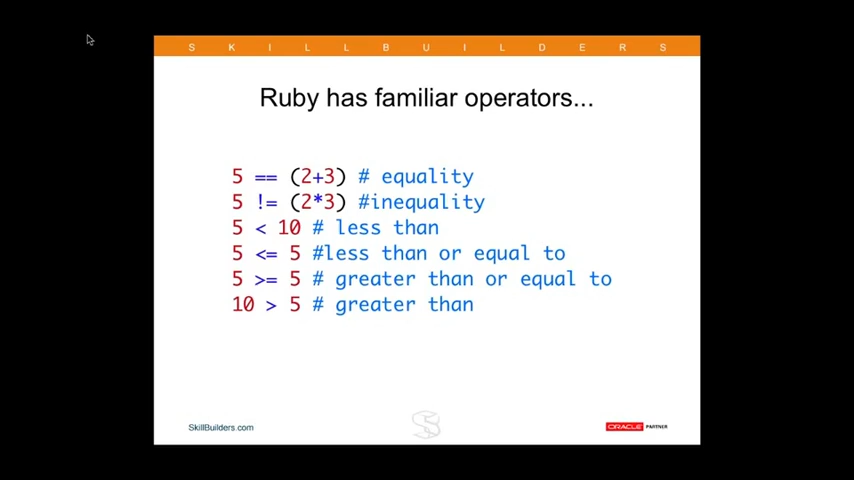 S K I L L B U I L D E R S
Ruby has familiar operators...
5 == (2+3) # equality
5 != (2*3) #inequality
5 < 10 # less than
5 <= 5 #less than or equal to
5 >= 5 # greater than or equal to
10 > 5 # greater than
SkillBuilders.com
ORACLE PARTNER